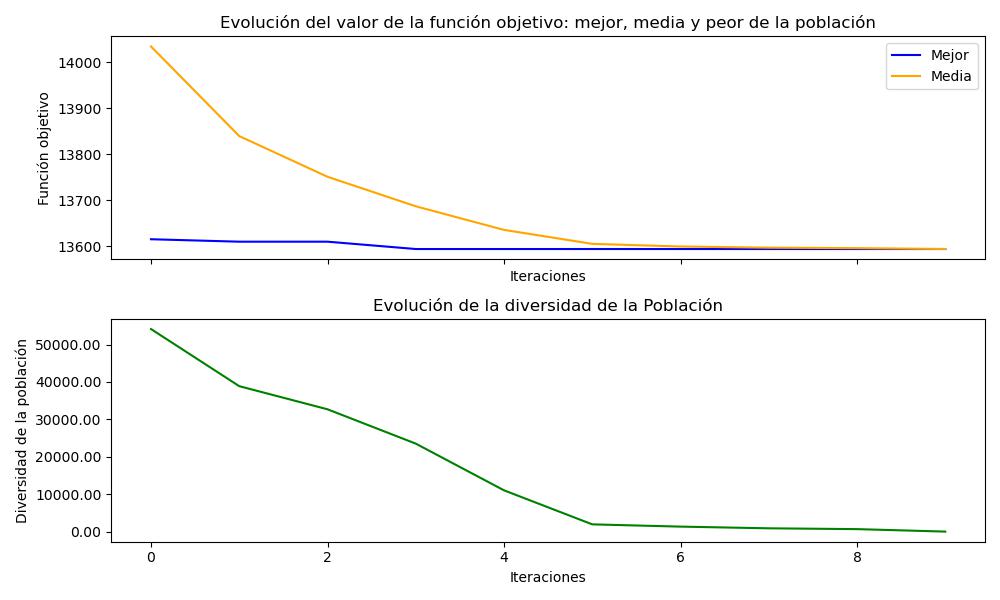 Evolución del valor de la función objetivo: mejor, media y peor de la población
Función objetivo
14000
13900
13800
13700
13600
Mejor
Media
Iteraciones
Evolución de la diversidad de la Población
Diversidad de la población
50000.00
40000.00
30000.00
20000.00
10000.00
0.00
0 2 4 6 8
Iteraciones